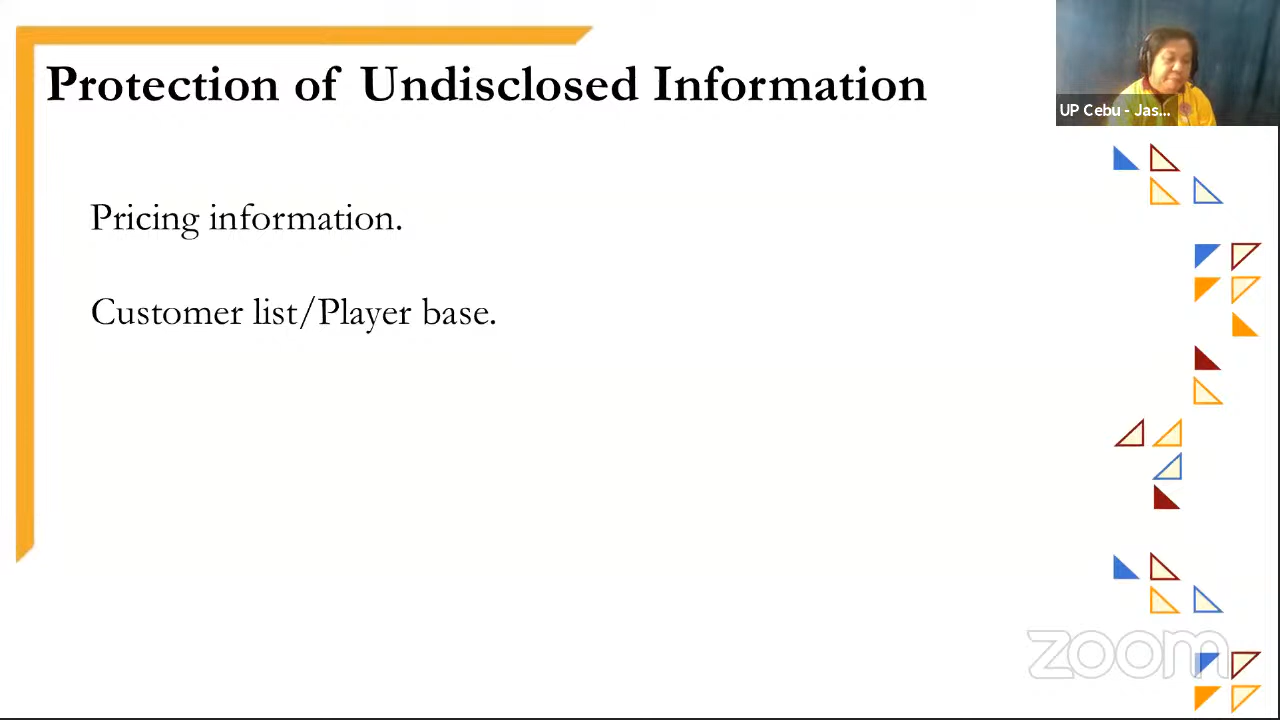 Protection of Undisclosed Information
UP Cebu - Jas...
Pricing information.
Customer list/Player base.
zoom